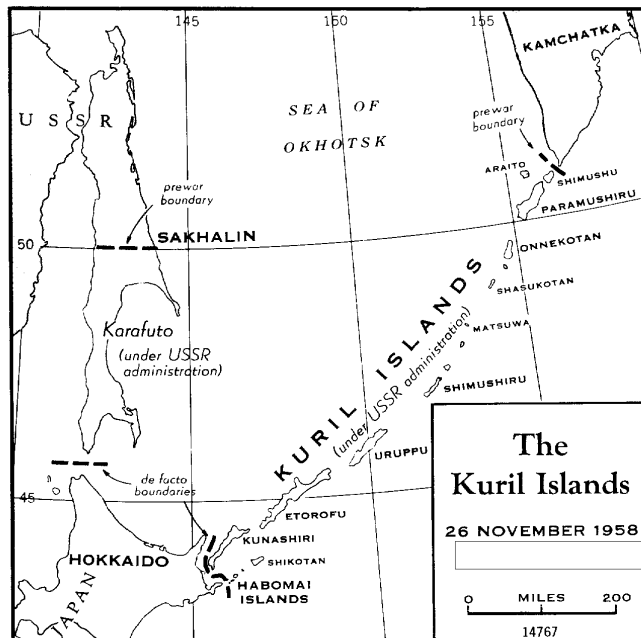 145
150
155
KAMCHATKA
USSR
SEA OF
OKHOTSK
prewar
boundary
ARAITO
SHIMUSHU
PARAMUSHIRU
prewar
boundary
50
SAKHALIN
ONNEKOTAN
SHASUKOTAN
MATSUWA
SHIMUSHIRU
Karafuto
(under USSR
administration)
KURIL ISLANDS
(under USSR administration)
URUPPU
de facto
boundaries
45
ETOROFU
KUNASHIRI
SHIKOTAN
HOKKAIDO
HABOMAI
ISLANDS
JAPAN
The
Kuril Islands
26 NOVEMBER 1958
0 MILES 200
14767